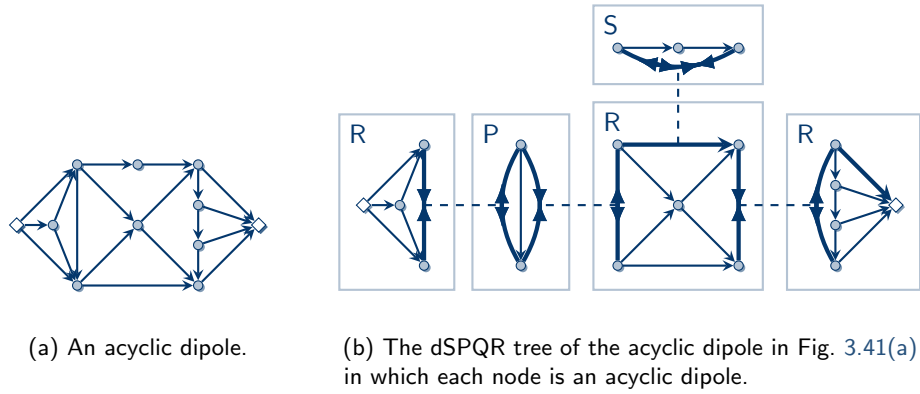 S
R
P
R
R
(a) An acyclic dipole.
(b) The dSPQR tree of the acyclic dipole in Fig. 3.41(a)
in which each node is an acyclic dipole.